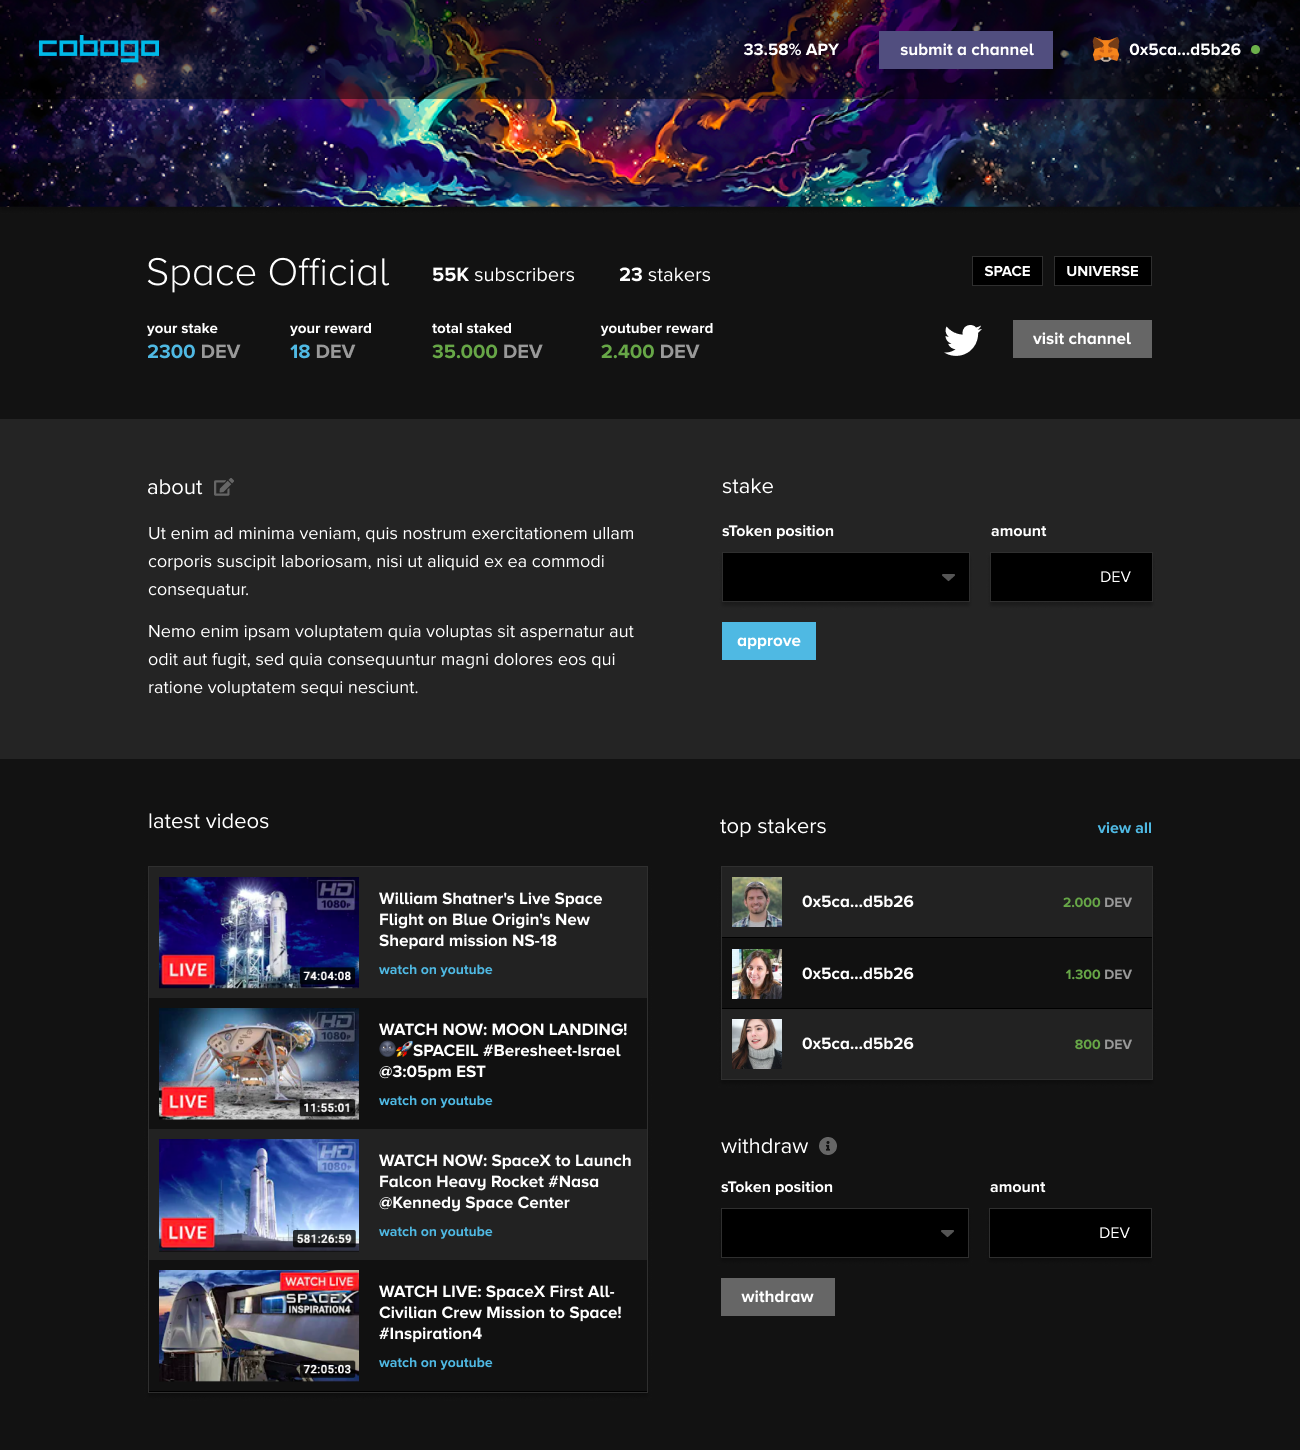 cobogo
33.58% APY
submit a channel
0x5ca...d5b26
Space Official
55K subscribers
23 stakers
SPACE
UNIVERSE
your stake
2300 DEV
your reward
18 DEV
total staked
35.000 DEV
youtuber reward
2.400 DEV
visit channel
about
Ut enim ad minima veniam, quis nostrum exercitationem ullam
corporis suscipit laboriosam, nisi ut aliquid ex ea commodi
consequatur.
Nemo enim ipsam voluptatem quia voluptas sit aspernatur aut
odit aut fugit, sed quia consequuntur magni dolores eos qui
ratione voluptatem sequi nesciunt.
stake
sToken position
amount
DEV
approve
latest videos
HD
1080P
LIVE
74:04:08
William Shatner's Live Space
Flight on Blue Origin's New
Shepard mission NS-18
watch on youtube
HD
1080P
LIVE
11:55:01
WATCH NOW: MOON LANDING!
🌚🚀SPACEIL #Beresheet-Israel
@3:05pm EST
watch on youtube
HD
1080P
LIVE
581:26:59
WATCH NOW: SpaceX to Launch
Falcon Heavy Rocket #Nasa
@Kennedy Space Center
watch on youtube
WATCH LIVE
SPACEX
INSPIRATION4
72:05:03
WATCH LIVE: SpaceX First All-
Civilian Crew Mission to Space!
#Inspiration4
watch on youtube
top stakers
view all
0x5ca...d5b26
2.000 DEV
0x5ca...d5b26
1.300 DEV
0x5ca...d5b26
800 DEV
withdraw
sToken position
amount
DEV
withdraw